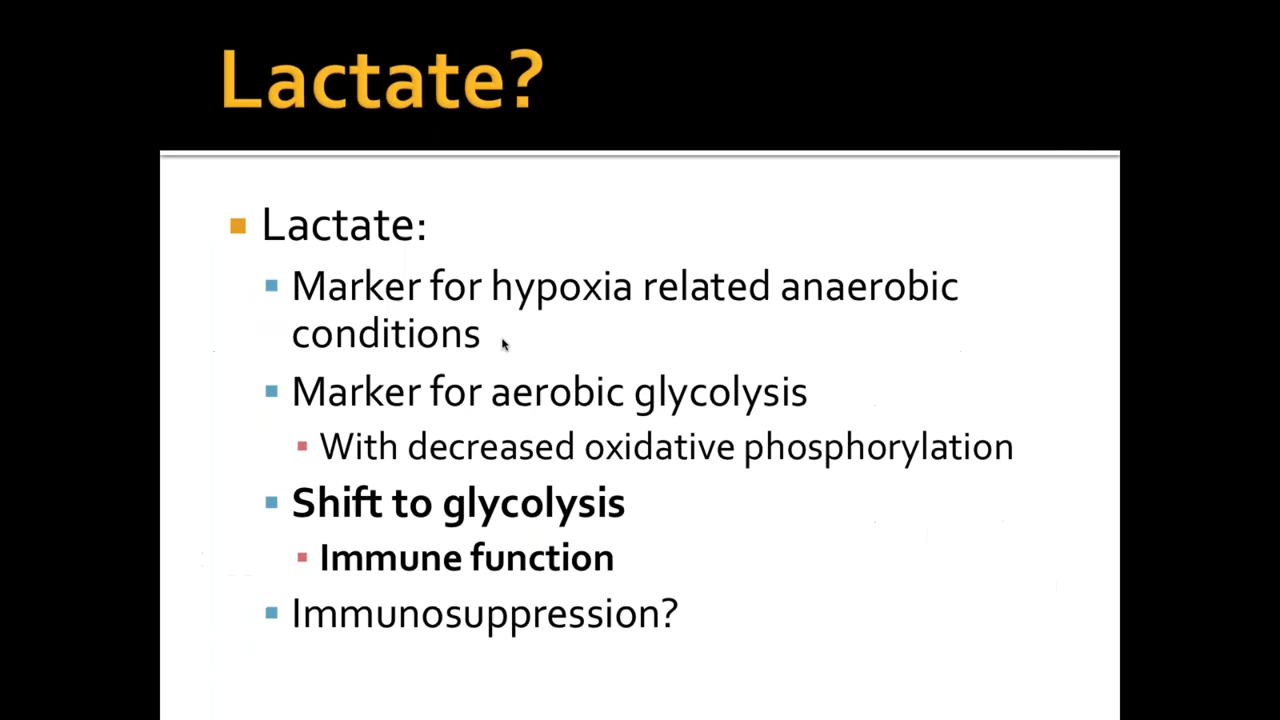 Lactate?
Lactate:
Marker for hypoxia related anaerobic
conditions
Marker for aerobic glycolysis
With decreased oxidative phosphorylation
Shift to glycolysis
Immune function
Immunosuppression?